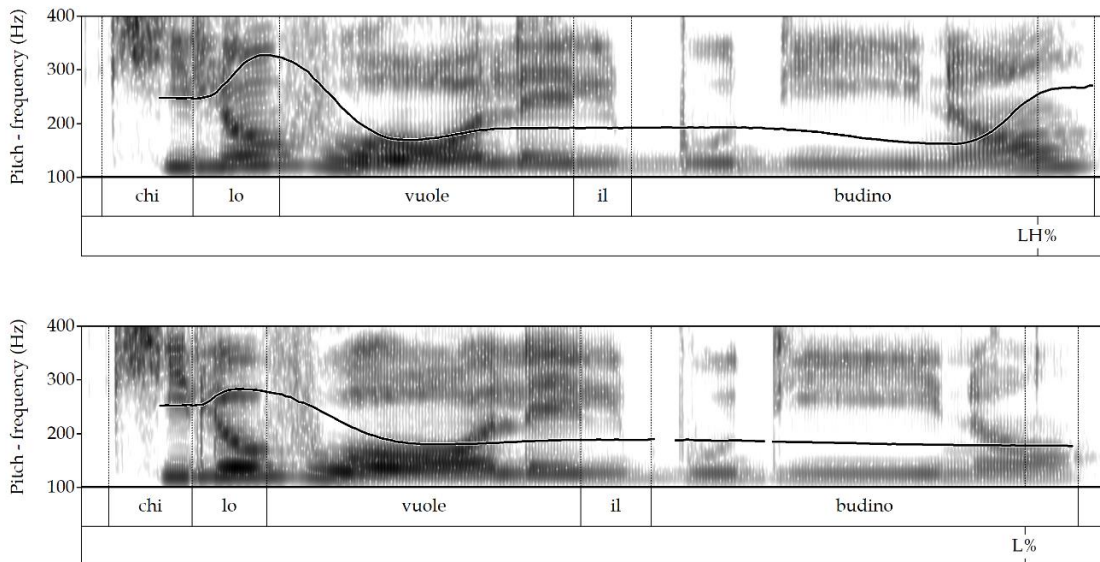 Pitch - frequency (Hz)
400
300
200
100
chi lo vuole il budino
LH%
Pitch - frequency (Hz)
400
300
200
100
chi lo vuole il budino
L%